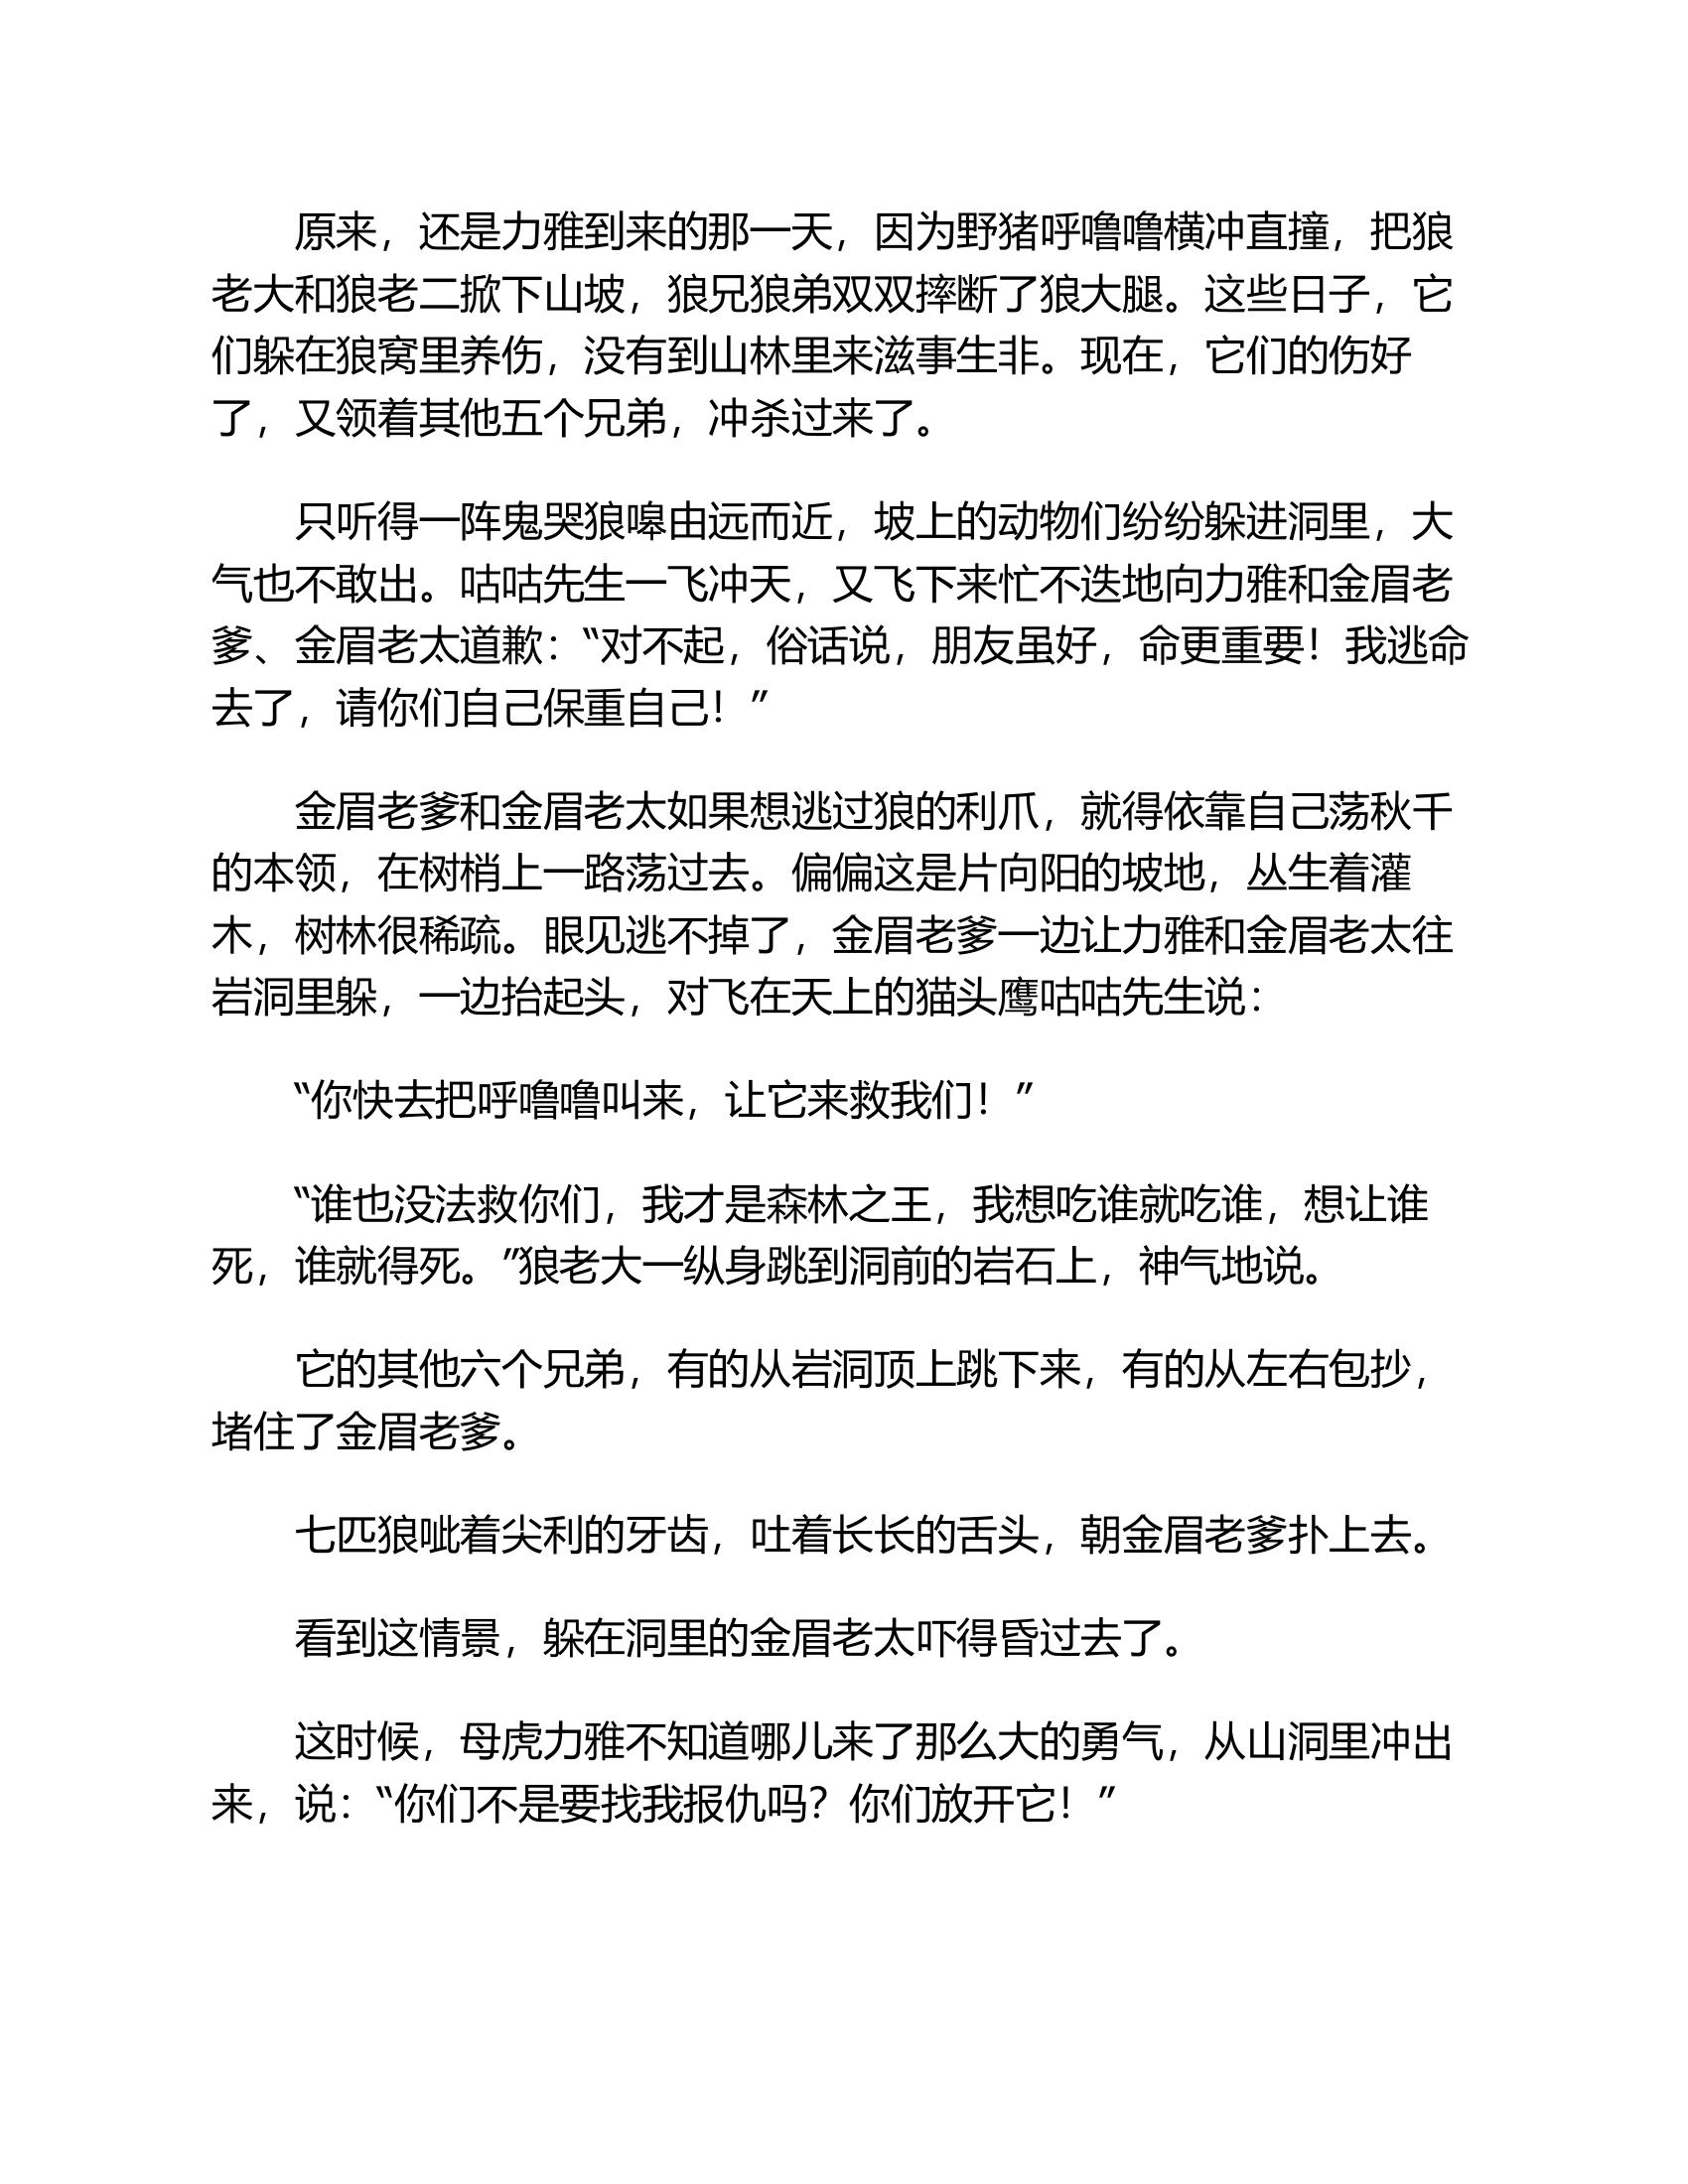 原来，还是力雅到来的那一天，因为野猪呼噜噜横冲直撞，把狼
老大和狼老二掀下山坡，狼兄狼弟双双摔断了狼大腿。这些日子，它
们躲在狼窝里养伤，没有到山林里来滋事生非。现在，它们的伤好
了，又领着其他五个兄弟，冲杀过来了。
只听得一阵鬼哭狼嗥由远而近，坡上的动物们纷纷躲进洞里，大
气也不敢出。咕咕先生一飞冲天，又飞下来忙不迭地向力雅和金眉老
爹、金眉老太道歉：“对不起，俗话说，朋友虽好，命更重要！我逃命
去了，请你们自己保重自己！”
金眉老爹和金眉老太如果想逃过狼的利爪，就得依靠自己荡秋千
的本领，在树梢上一路荡过去。偏偏这是片向阳的坡地，丛生着灌
木，树林很稀疏。眼见逃不掉了，金眉老爹一边让力雅和金眉老太往
岩洞里躲，一边抬起头，对飞在天上的猫头鹰咕咕先生说：
“你快去把呼噜噜叫来，让它来救我们！”
“谁也没法救你们，我才是森林之王，我想吃谁就吃谁，想让谁
死，谁就得死。”狼老大一纵身跳到洞前的岩石上，神气地说。
它的其他六个兄弟，有的从岩洞顶上跳下来，有的从左右包抄，
堵住了金眉老爹。
七匹狼呲着尖利的牙齿，吐着长长的舌头，朝金眉老爹扑上去。
看到这情景，躲在洞里的金眉老太吓得昏过去了。
这时候，母虎力雅不知道哪儿来了那么大的勇气，从山洞里冲出
来，说：“你们不是要找我报仇吗？你们放开它！”